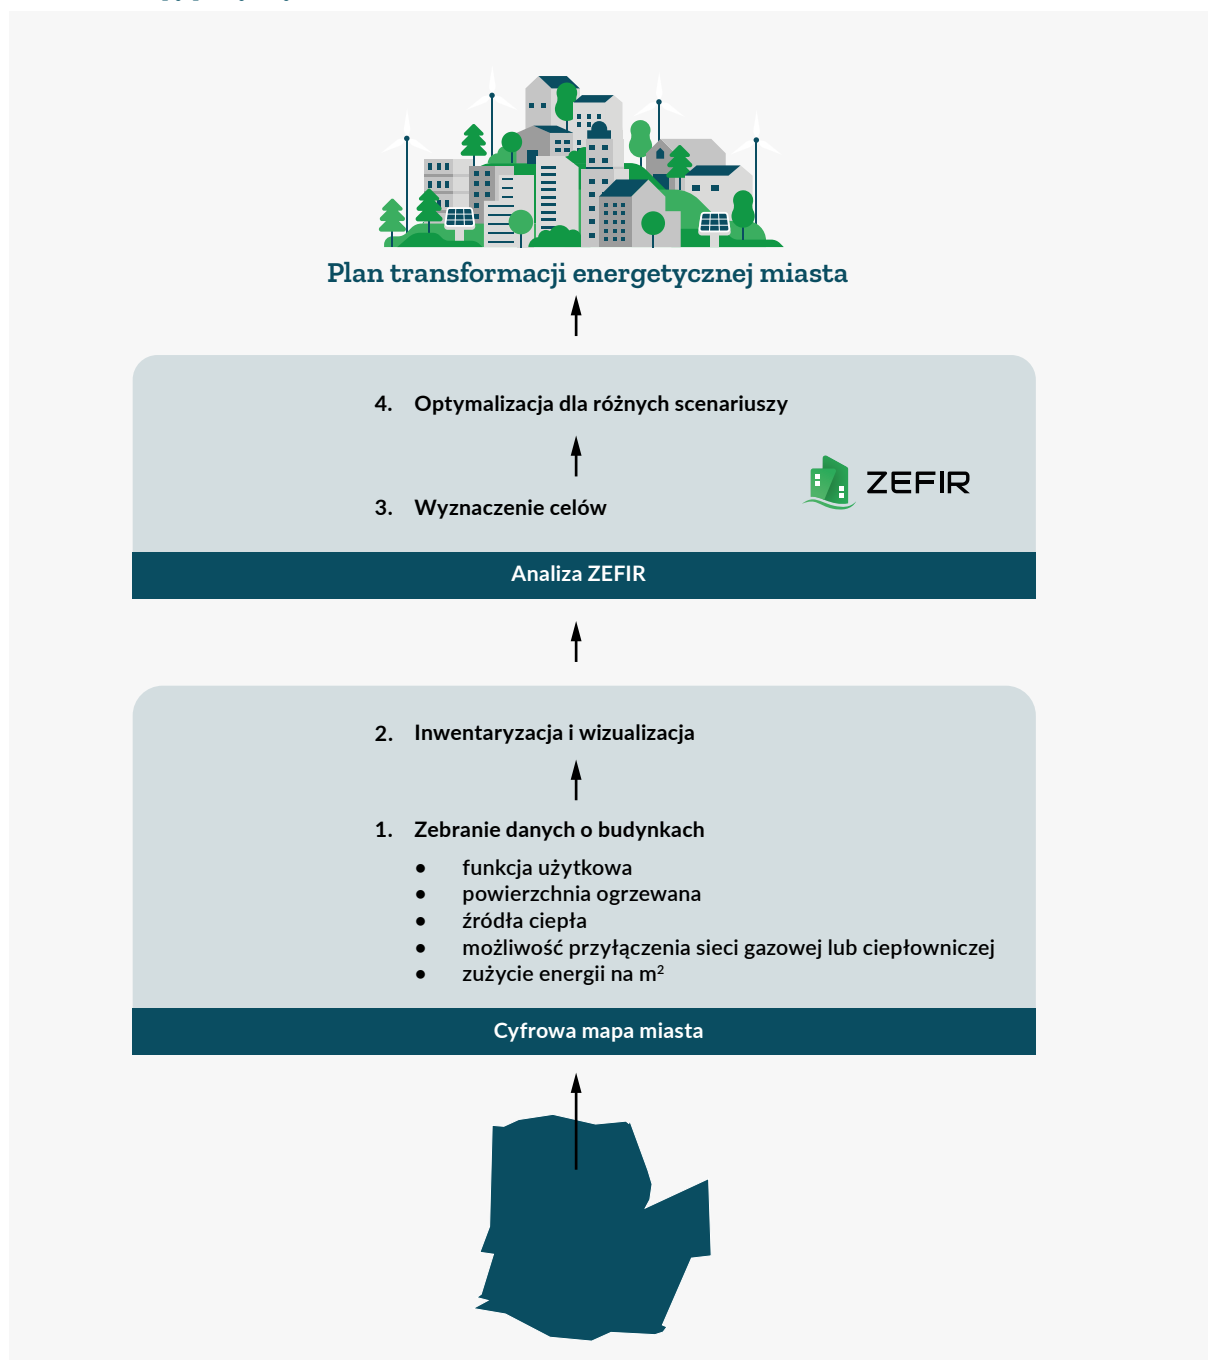 Plan transformacji energetycznej miasta
4. Optymalizacja dla różnych scenariuszy
ZEFIR
3. Wyznaczenie celów
Analiza ZEFIR
2. Inwentaryzacja i wizualizacja
1. Zebranie danych o budynkach
● funkcja użytkowa
● powierzchnia ogrzewana
● źródła ciepła
● możliwość przyłączenia sieci gazowej lub ciepłowniczej
● zużycie energii na m²
Cyfrowa mapa miasta